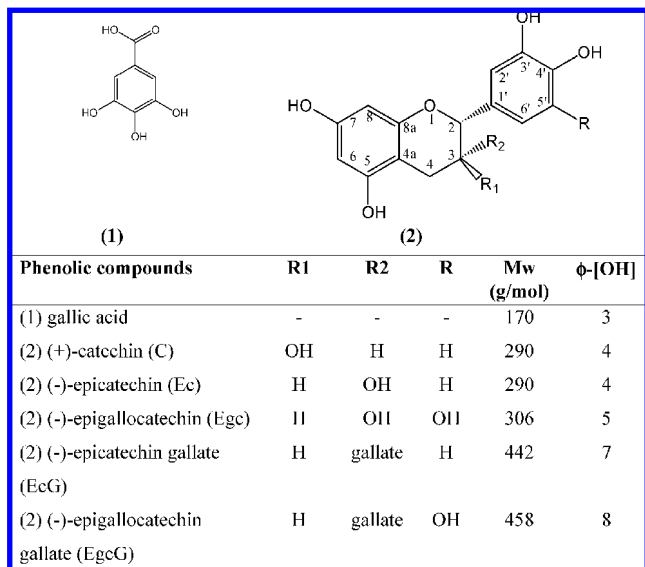 HO
O
HO
OH
OH
(1)
OH
3'
OH
2'
4'
1'
5'
6'
R
HO
8
O
1
7
8a
2
R₂
6
4a
3
5
4
R₁
OH
(2)
Phenolic compounds R1 R2 R Mw (g/mol) ϕ-[OH]
(1) gallic acid - - - 170 3
(2) (+)-catechin (C) OH H H 290 4
(2) (-)-epicatechin (Ec) H OH H 290 4
(2) (-)-epigallocatechin (Egc) H OH OH 306 5
(2) (-)-epicatechin gallate H gallate H 442 7
(EcG)
(2) (-)-epigallocatechin H gallate OH 458 8
gallate (EgcG)